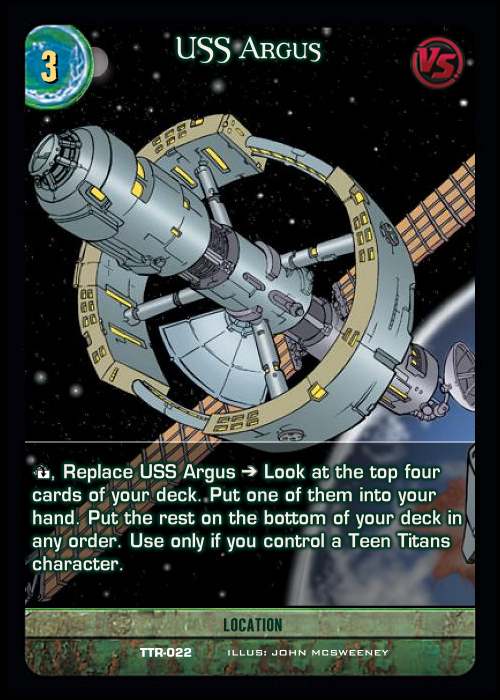 USS Argus
3
VS.
, Replace USS Argus ➔ Look at the top four
cards of your deck. Put one of them into your
hand. Put the rest on the bottom of your deck in
any order. Use only if you control a Teen Titans
character.
LOCATION
TTR-022 ILLUS: JOHN MCSWEENEY